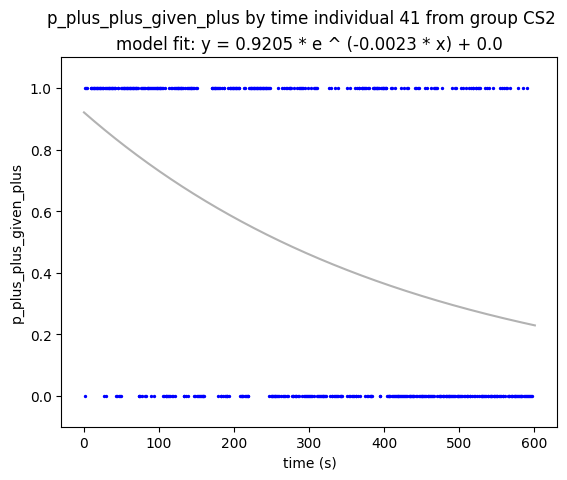 p_plus_plus_given_plus by time individual 41 from group CS2
model fit: y = 0.9205 * e ^ (-0.0023 * x) + 0.0
1.0
0.8
0.6
0.4
0.2
0.0
p_plus_plus_given_plus
0 100 200 300 400 500 600
time (s)